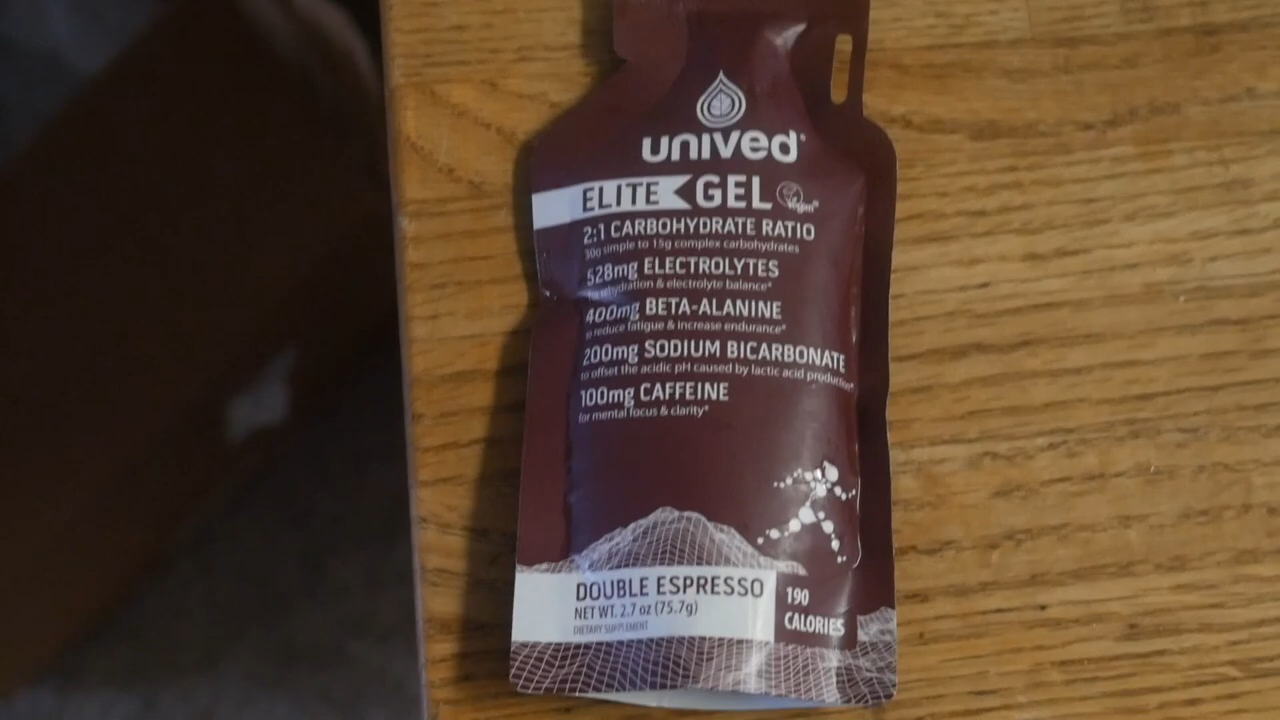 unived®
ELITE GEL Vegan
2:1 CARBOHYDRATE RATIO
30g simple to 15g complex carbohydrates
528mg ELECTROLYTES
for rehydration & electrolyte balance*
400mg BETA-ALANINE
to reduce fatigue & increase endurance*
200mg SODIUM BICARBONATE
to offset the acidic pH caused by lactic acid production*
100mg CAFFEINE
for mental focus & clarity*
DOUBLE ESPRESSO
NET WT. 2.7 oz (75.7g)
DIETARY SUPPLEMENT
190
CALORIES